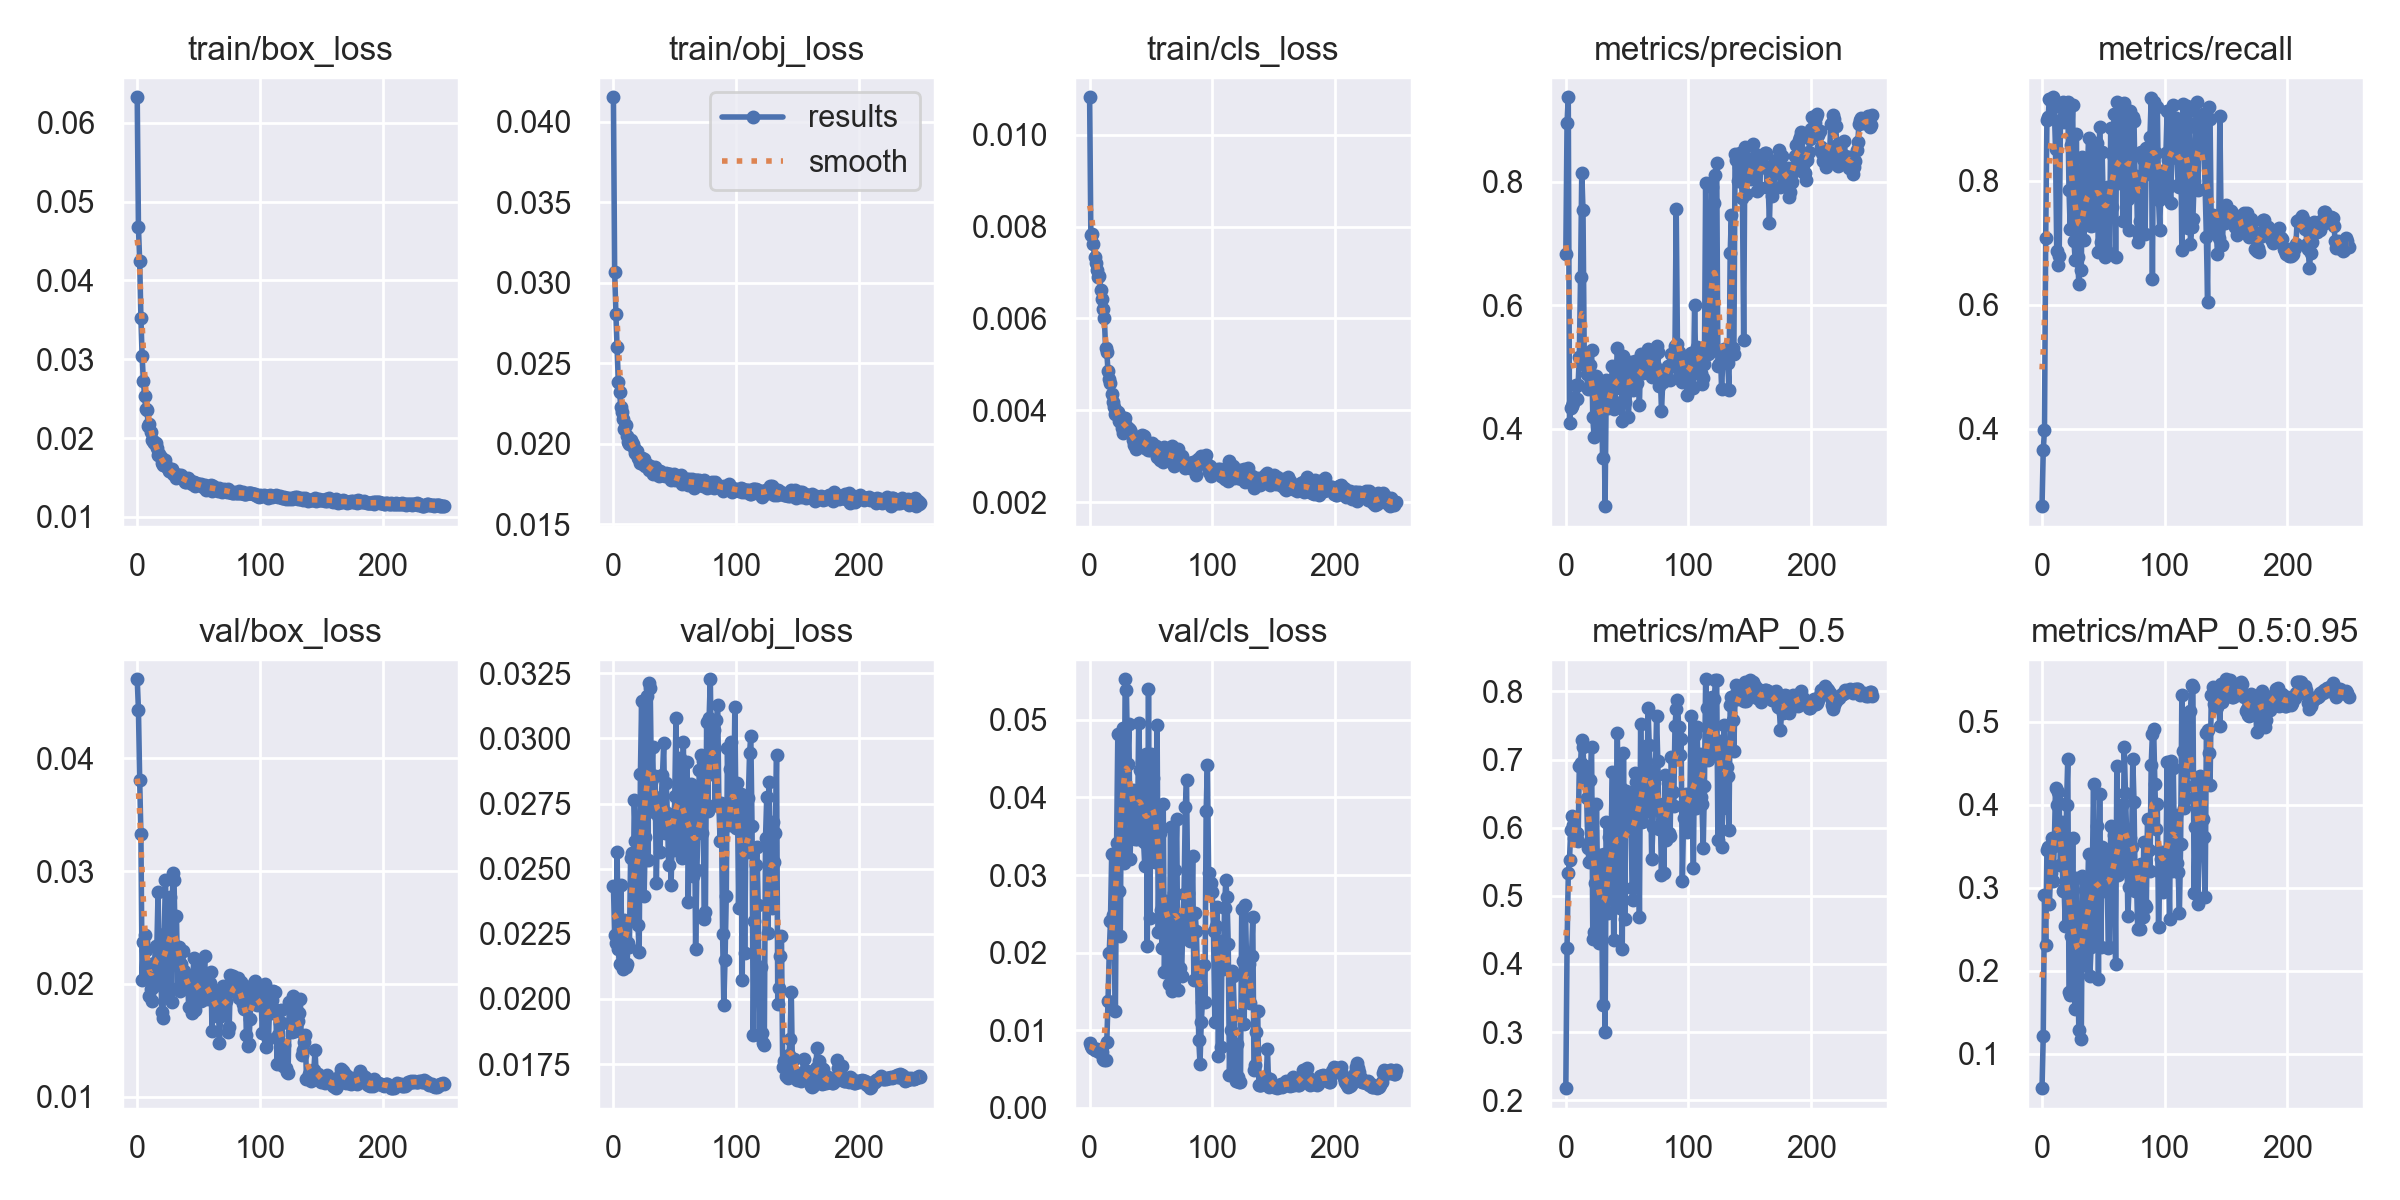 train/box_loss
0.06
0.05
0.04
0.03
0.02
0.01
0 100 200
train/obj_loss
results
smooth
0.040
0.035
0.030
0.025
0.020
0.015
0 100 200
train/cls_loss
0.010
0.008
0.006
0.004
0.002
0 100 200
metrics/precision
0.8
0.6
0.4
0 100 200
metrics/recall
0.8
0.6
0.4
0 100 200
val/box_loss
0.04
0.03
0.02
0.01
0 100 200
val/obj_loss
0.0325
0.0300
0.0275
0.0250
0.0225
0.0200
0.0175
0 100 200
val/cls_loss
0.05
0.04
0.03
0.02
0.01
0.00
0 100 200
metrics/mAP_0.5
0.8
0.7
0.6
0.5
0.4
0.3
0.2
0 100 200
metrics/mAP_0.5:0.95
0.5
0.4
0.3
0.2
0.1
0 100 200